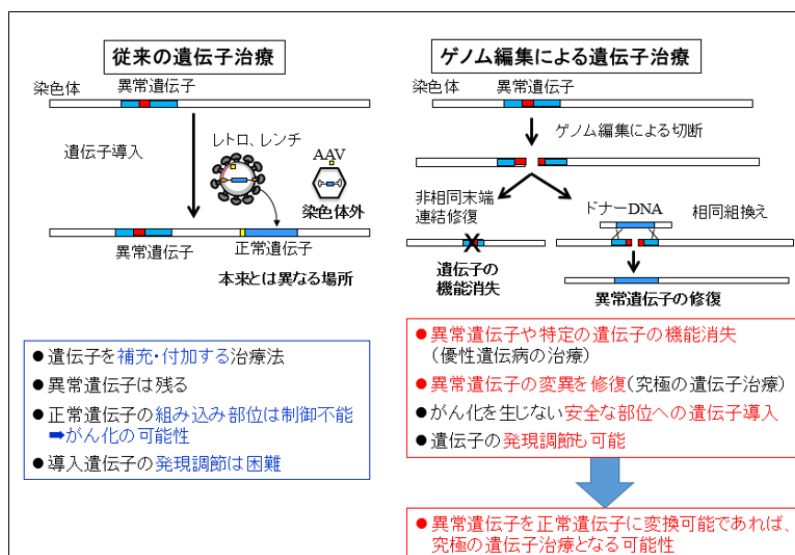 従来の遺伝子治療
染色体
異常遺伝子
遺伝子導入
レトロ、レンチ
AAV
染色体外
異常遺伝子
正常遺伝子
本来とは異なる場所
●遺伝子を補充・付加する治療法
●異常遺伝子は残る
●正常遺伝子の組み込み部位は制御不能
➡がん化の可能性
●導入遺伝子の発現調節は困難
ゲノム編集による遺伝子治療
染色体
異常遺伝子
ゲノム編集による切断
非相同末端
連結修復
ドナーDNA
相同組換え
遺伝子の
機能消失
異常遺伝子の修復
●異常遺伝子や特定の遺伝子の機能消失
(優性遺伝病の治療)
●異常遺伝子の変異を修復(究極の遺伝子治療)
●がん化を生じない安全な部位への遺伝子導入
●遺伝子の発現調節も可能
●異常遺伝子を正常遺伝子に変換可能であれば、
究極の遺伝子治療となる可能性